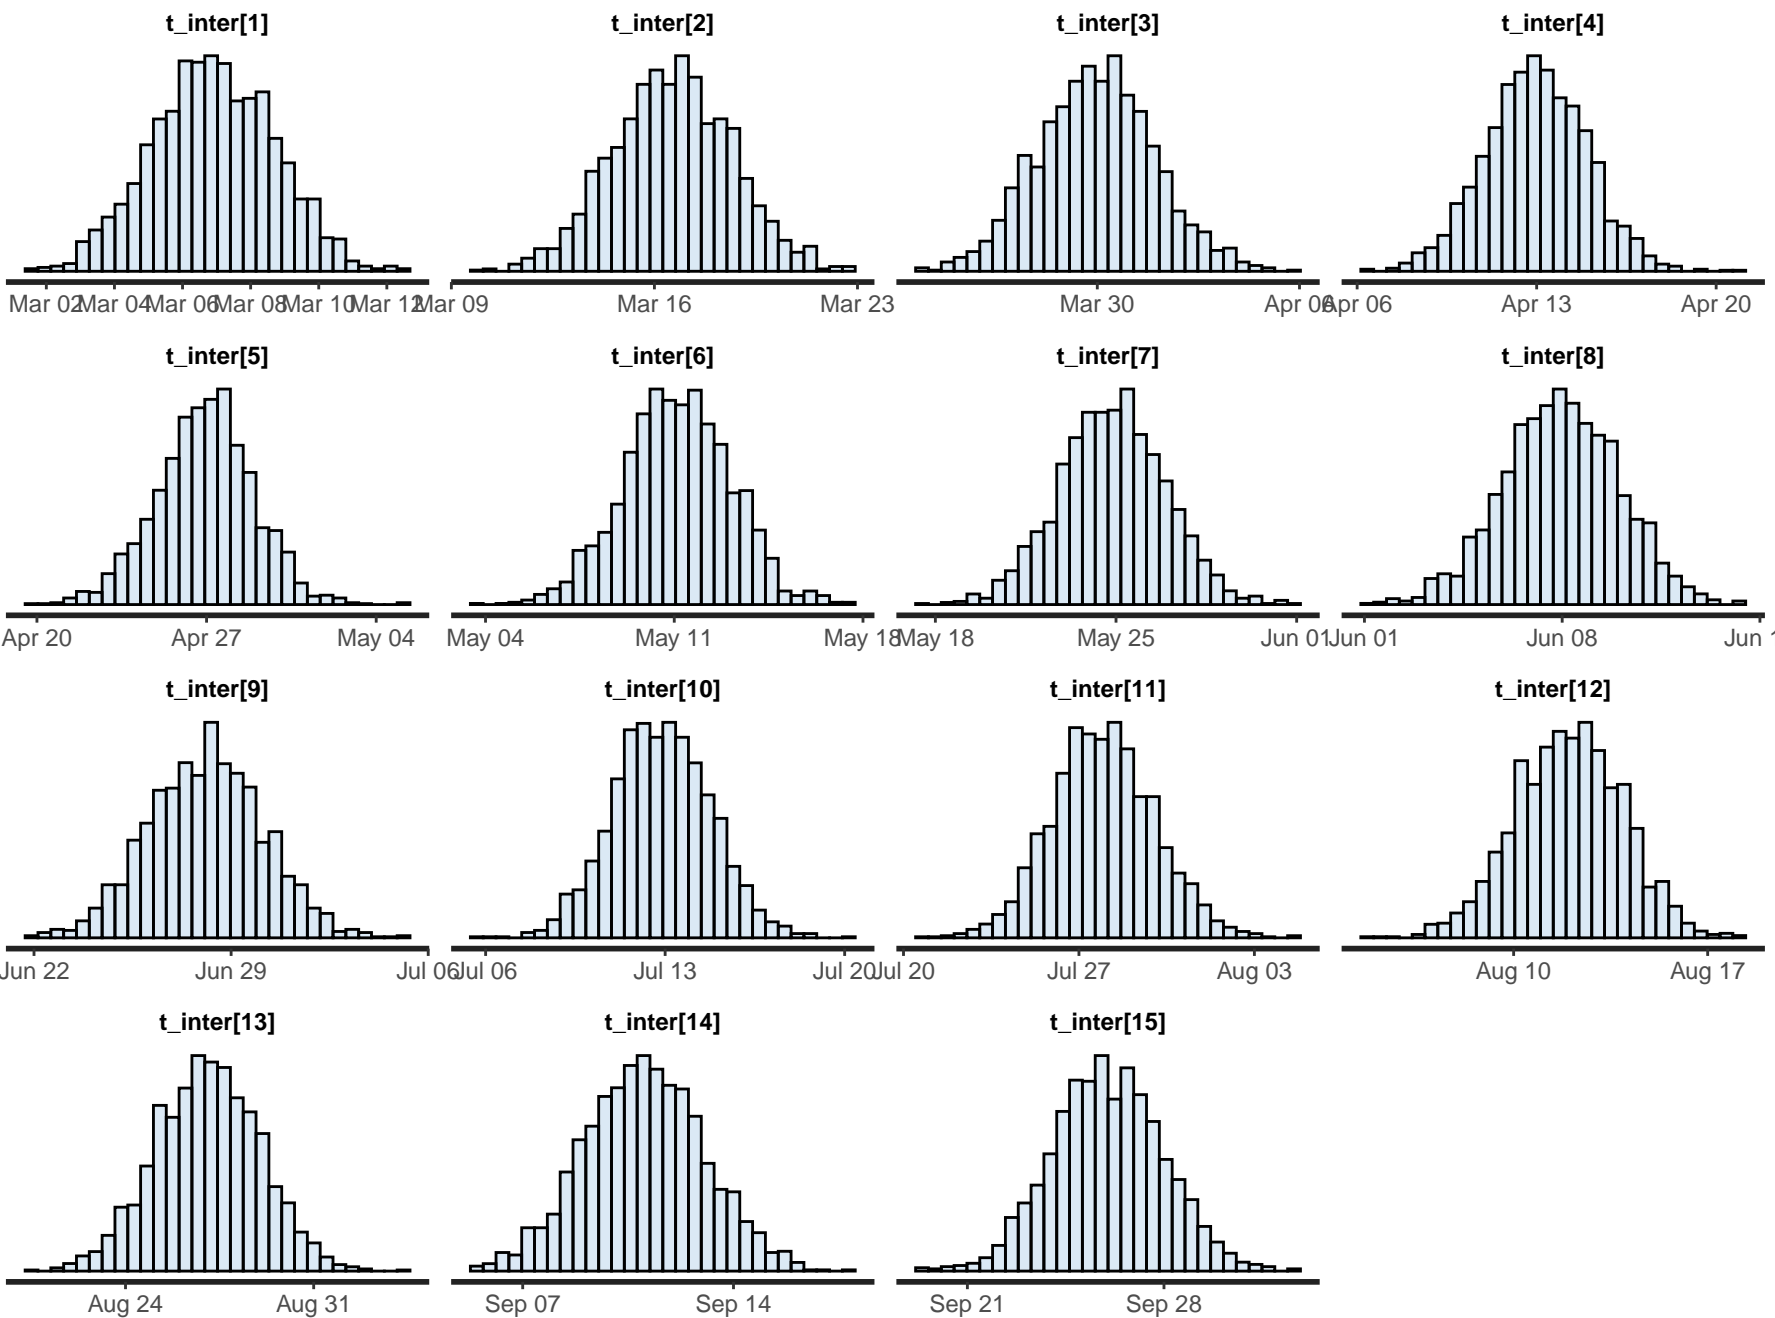 t_inter[1] t_inter[2] t_inter[3] t_inter[4]
Mar 02 Mar 04 Mar 06 Mar 08 Mar 10 Mar 12 Mar 09 Mar 16 Mar 23 Mar 30 Apr 06 Apr 06 Apr 13 Apr 20
t_inter[5] t_inter[6] t_inter[7] t_inter[8]
Apr 20 Apr 27 May 04 May 04 May 11 May 18 May 18 May 25 Jun 01 Jun 01 Jun 08 Jun
t_inter[9] t_inter[10] t_inter[11] t_inter[12]
Jun 22 Jun 29 Jul 06 Jul 06 Jul 13 Jul 20 Jul 20 Jul 27 Aug 03 Aug 10 Aug 17
t_inter[13] t_inter[14] t_inter[15]
Aug 24 Aug 31 Sep 07 Sep 14 Sep 21 Sep 28